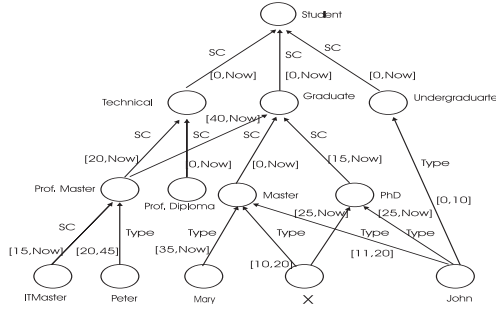 Student
SC
SC
SC
[0,Now]
[0,Now]
[0,Now]
Technical
Graduate
Undergraduarte
[40,Now]
SC
SC
SC
[20,Now]
[0,Now]
[0,Now]
[15,Now]
Type
Prof. Master
Prof. Diploma
Master
PhD
[0,10]
SC
Type
Type
Type
[25,Now]
[25,Now]
Type
Type
[15,Now]
[20,45]
[35,Now]
[10,20]
[11,20]
ITMaster
Peter
Mary
X
John